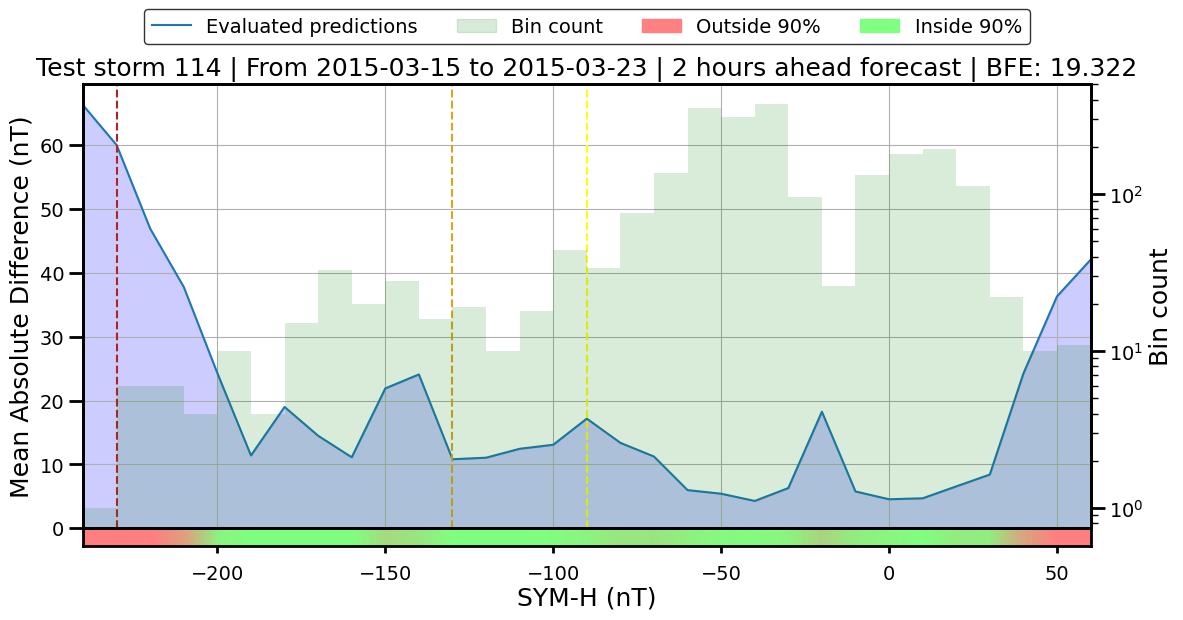 Evaluated predictions Bin count Outside 90% Inside 90%
Test storm 114 | From 2015-03-15 to 2015-03-23 | 2 hours ahead forecast | BFE: 19.322
Mean Absolute Difference (nT)
60
50
40
30
20
10
0
10²
10¹
10⁰
Bin count
−200 −150 −100 −50 0 50
SYM-H (nT)